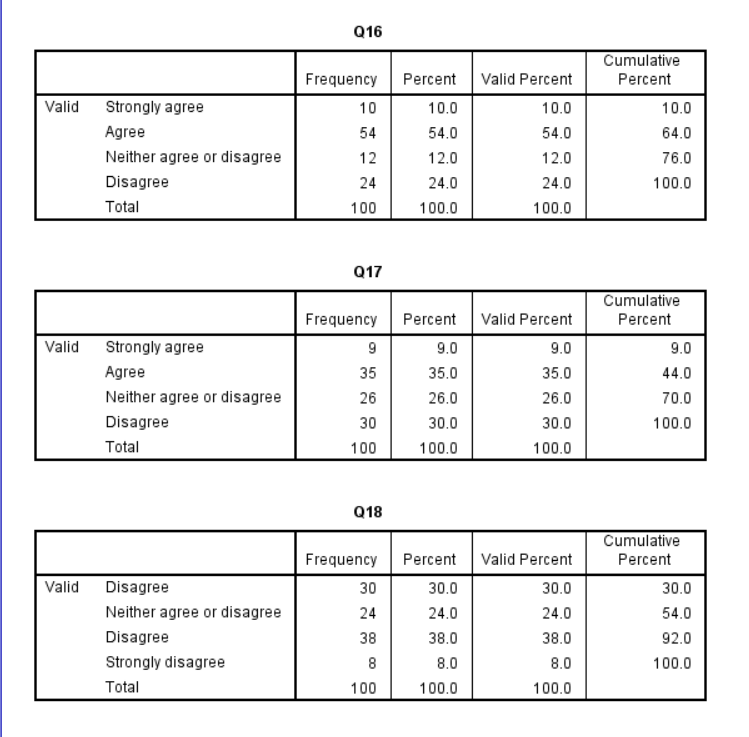 Q16
Frequency Percent Valid Percent Cumulative Percent
Valid Strongly agree 10 10.0 10.0 10.0
Agree 54 54.0 54.0 64.0
Neither agree or disagree 12 12.0 12.0 76.0
Disagree 24 24.0 24.0 100.0
Total 100 100.0 100.0
Q17
Frequency Percent Valid Percent Cumulative Percent
Valid Strongly agree 9 9.0 9.0 9.0
Agree 35 35.0 35.0 44.0
Neither agree or disagree 26 26.0 26.0 70.0
Disagree 30 30.0 30.0 100.0
Total 100 100.0 100.0
Q18
Frequency Percent Valid Percent Cumulative Percent
Valid Disagree 30 30.0 30.0 30.0
Neither agree or disagree 24 24.0 24.0 54.0
Disagree 38 38.0 38.0 92.0
Strongly disagree 8 8.0 8.0 100.0
Total 100 100.0 100.0